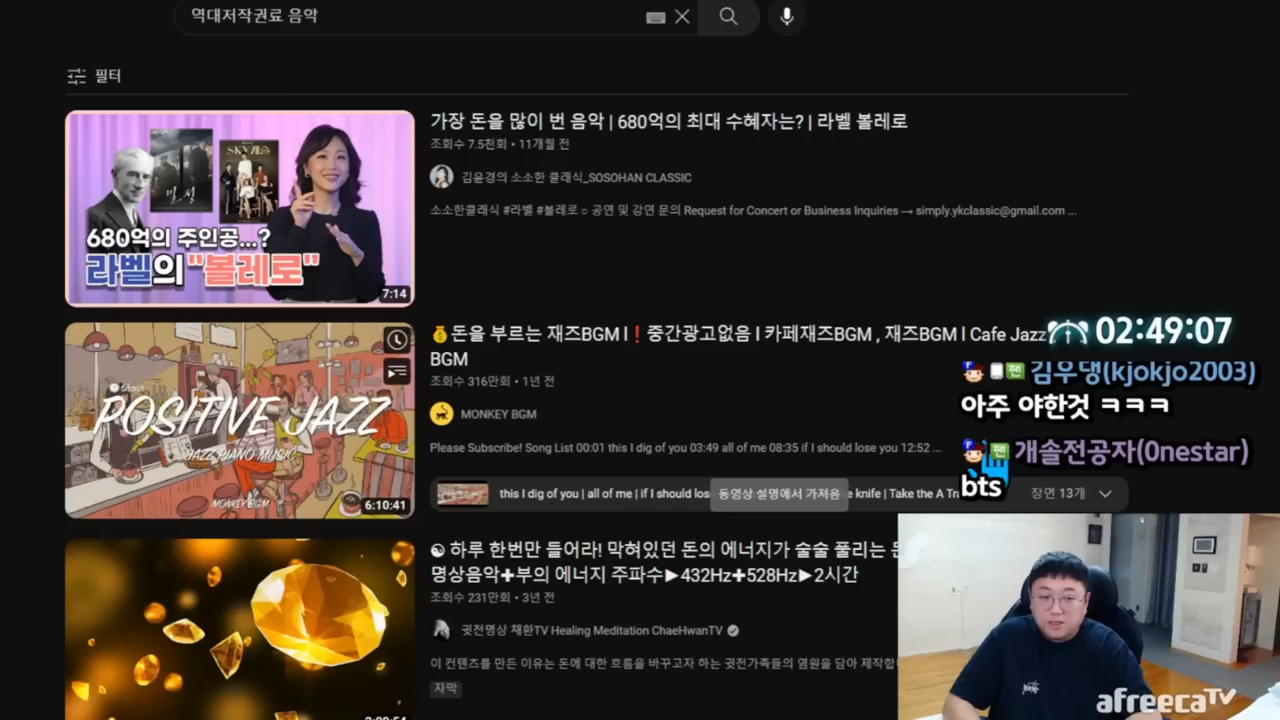 역대저작권료 음악
필터
가장 돈을 많이 번 음악 | 680억의 최대 수혜자는? | 라벨 볼레로
조회수 7.5천회 • 11개월 전
김윤경의 소소한 클래식_SOSOHAN CLASSIC
소소한클래식 #라벨 #볼레로 ○ 공연 및 강연 문의 Request for Concert or Business Inquiries → simply.ykclassic@gmail.com ...
SKY캐슬
밀정
680억의 주인공...?
라벨의 "볼레로"
7:14
💰돈을 부르는 재즈BGM l❗중간광고없음 l 카페재즈BGM , 재즈BGM l Cafe Jazz
BGM
조회수 316만회 • 1년 전
MONKEY BGM
Please Subscribe! Song List 00:01 this I dig of you 03:49 all of me 08:35 if I should lose you 12:52 ...
this I dig of you | all of me | if I should los
동영상 설명에서 가져옴
e knife | Take the A Tr
장면 13개
POSITIVE JAZZ
JAZZ PIANO MUSIC
MONKEY BGM
6:10:41
☯ 하루 한번만 들어라! 막혀있던 돈의 에너지가 술술 풀리는 돈
명상음악✚부의 에너지 주파수▶432Hz✚528Hz▶2시간
조회수 231만회 • 3년 전
귓전명상 채환TV Healing Meditation ChaeHwanTV
이 컨텐츠를 만든 이유는 돈에 대한 흐름을 바꾸고자 하는 귓전가족들의 염원을 담아 제작합
자막
02:49:07
김우댕(kjokjo2003)
아주 야한것 ㅋㅋㅋ
개솔전공자(0nestar)
bts
afreecaTV